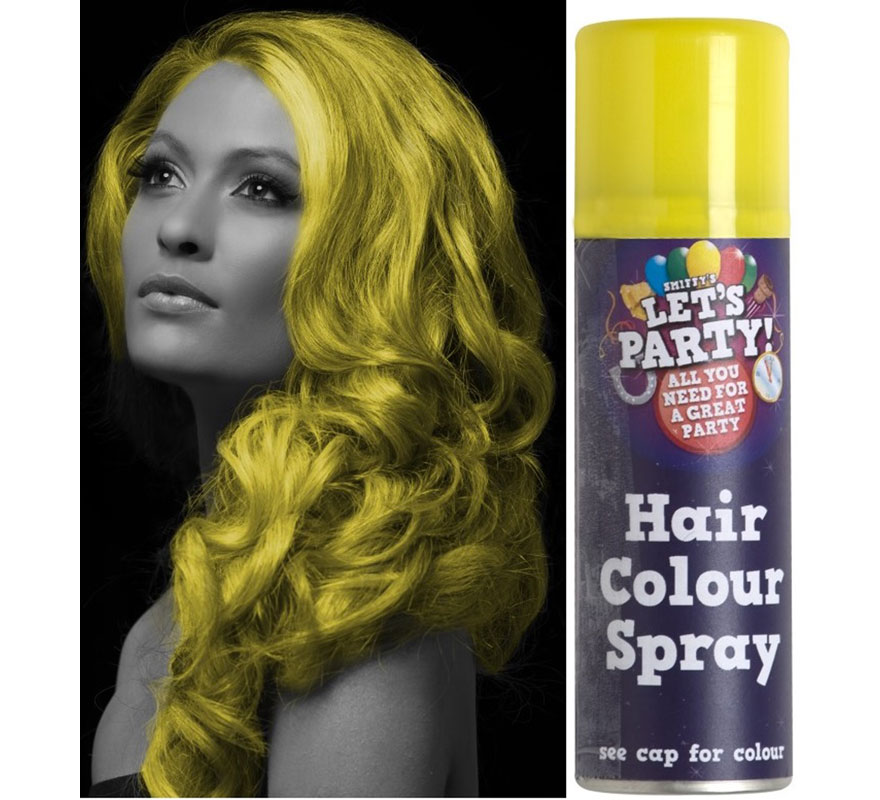 SMIFFY'S
LET'S
PARTY!
ALL YOU
NEED FOR
A GREAT
PARTY
Hair
Colour
Spray
see cap for colour